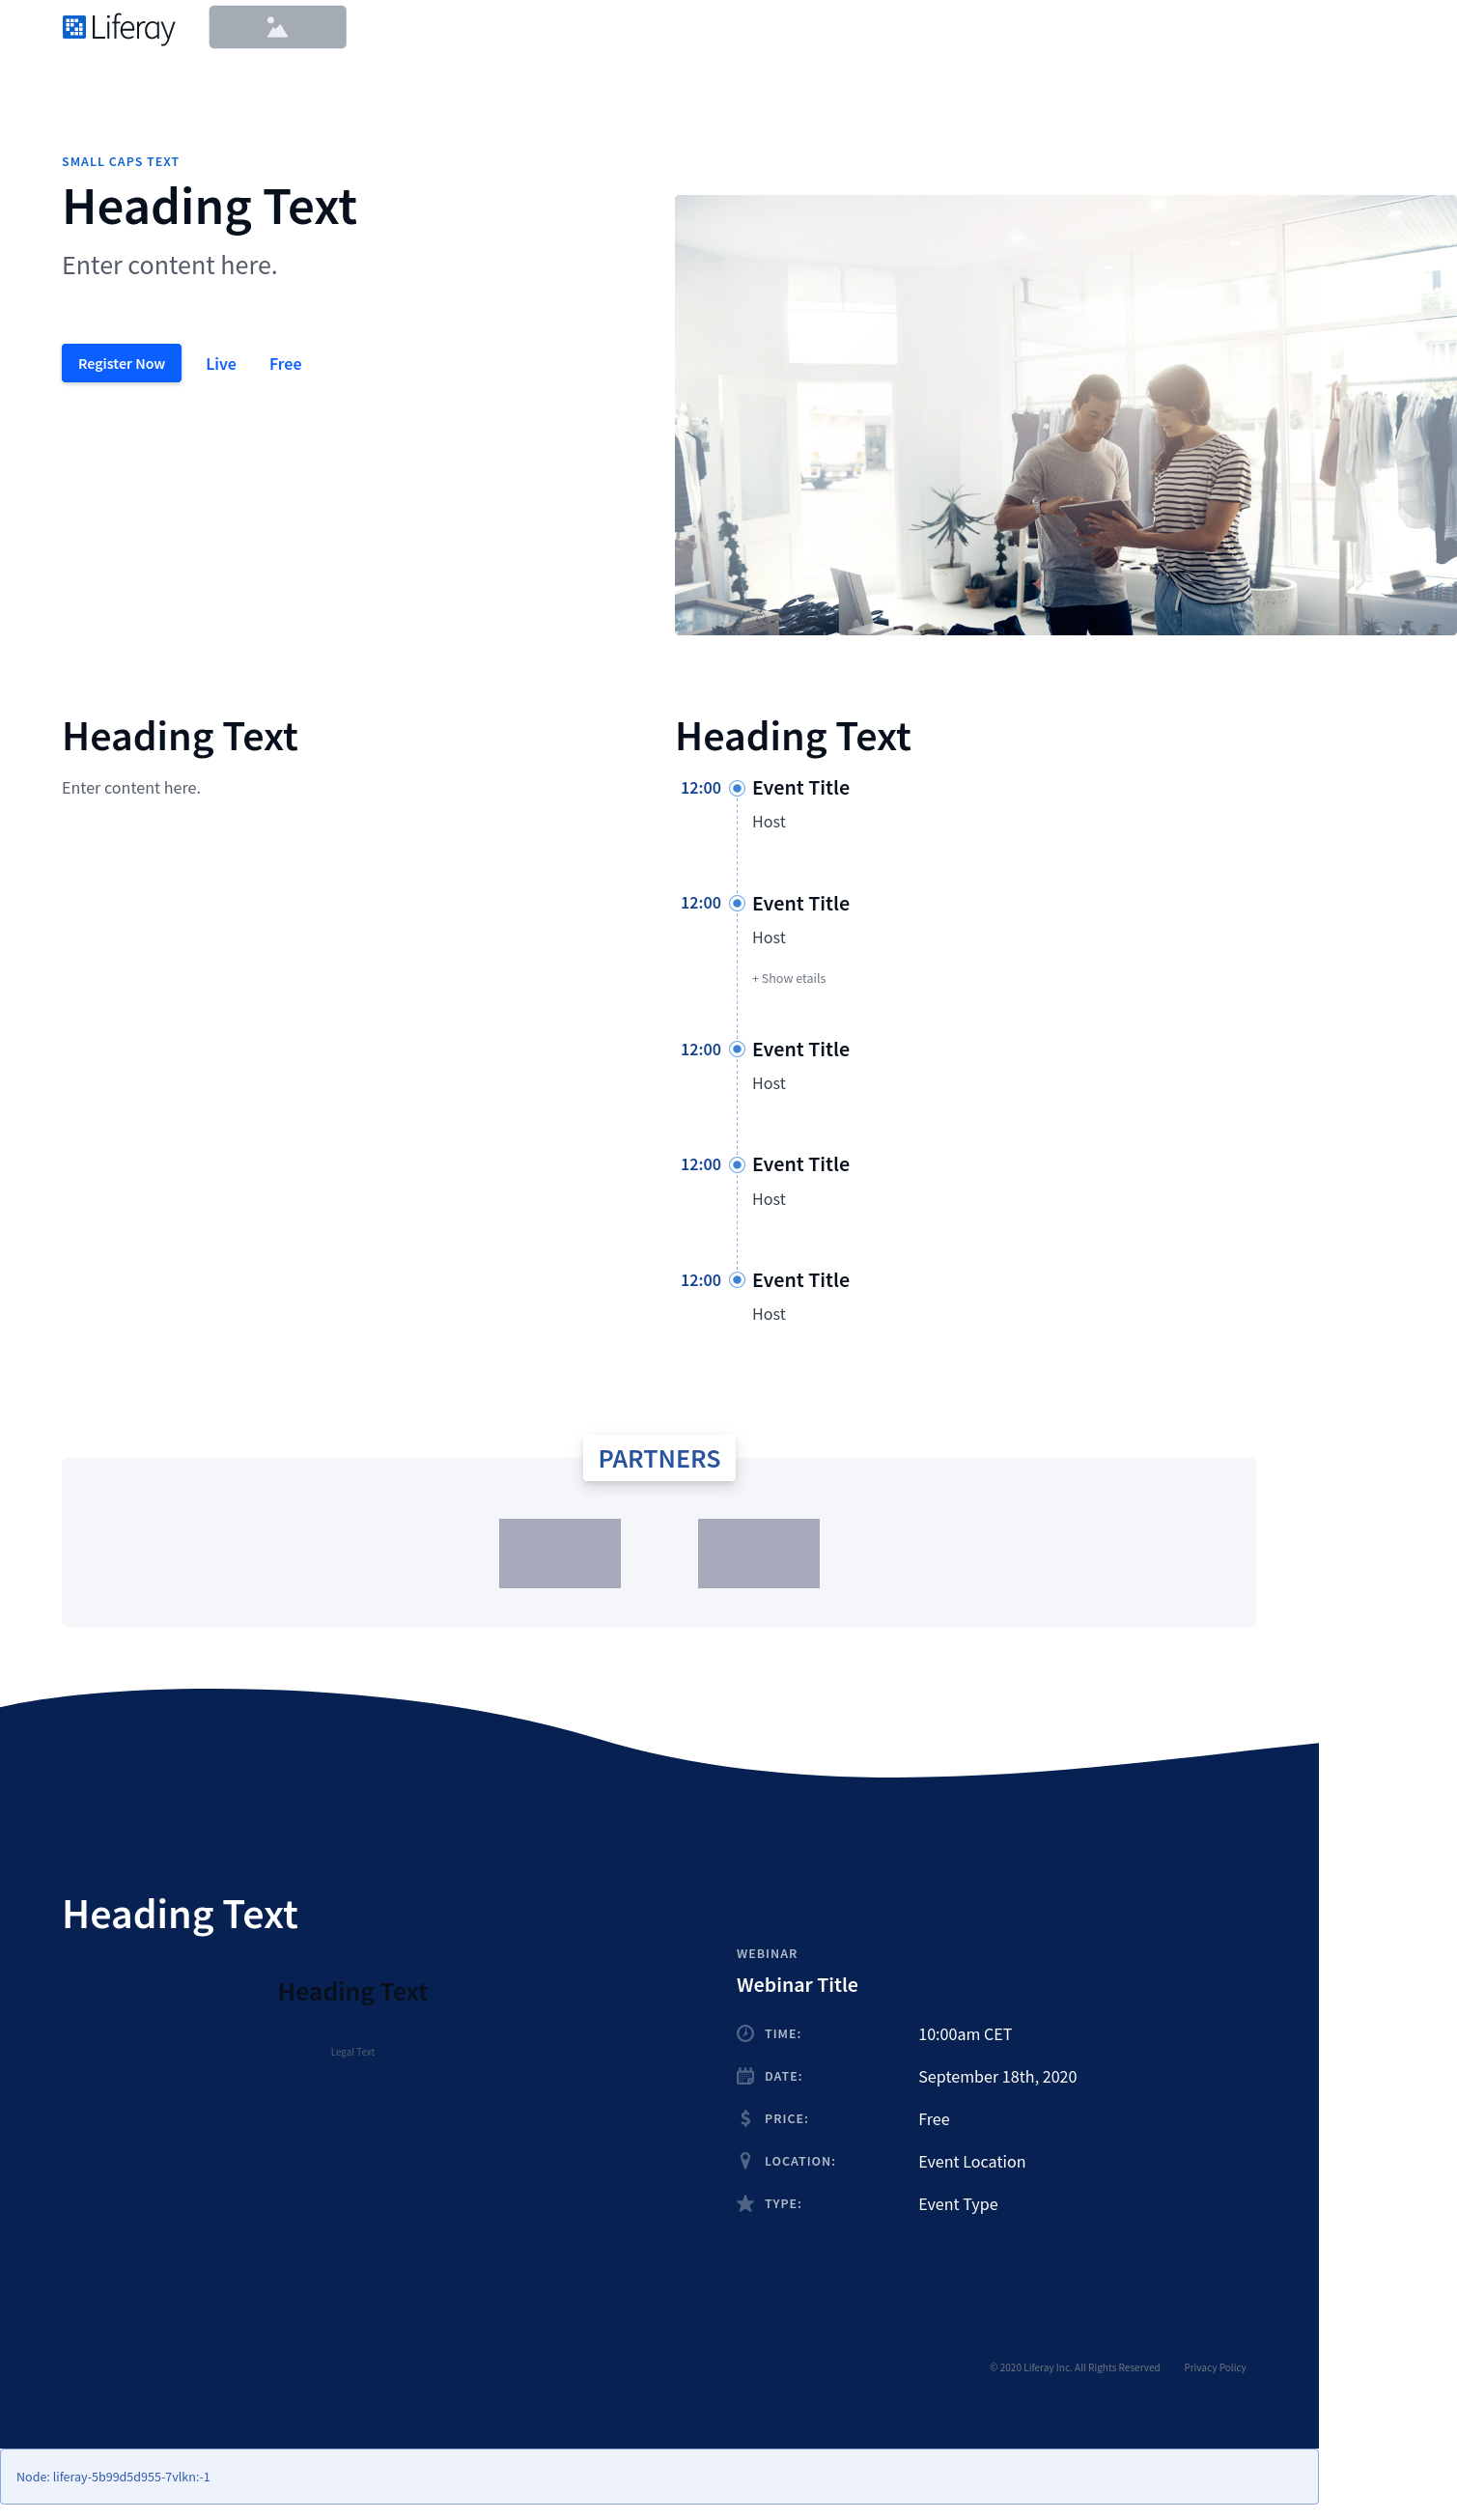 Liferay
SMALL CAPS TEXT
Heading Text
Enter content here.
Register Now
Live
Free
Heading Text
Enter content here.
Heading Text
12:00 Event Title
Host
12:00 Event Title
Host
+ Show etails
12:00 Event Title
Host
12:00 Event Title
Host
12:00 Event Title
Host
PARTNERS
Heading Text
Heading Text
Legal Text
WEBINAR
Webinar Title
TIME: 10:00am CET
DATE: September 18th, 2020
PRICE: Free
LOCATION: Event Location
TYPE: Event Type
© 2020 Liferay Inc. All Rights Reserved Privacy Policy
Node: liferay-5b99d5d955-7vlkn:-1